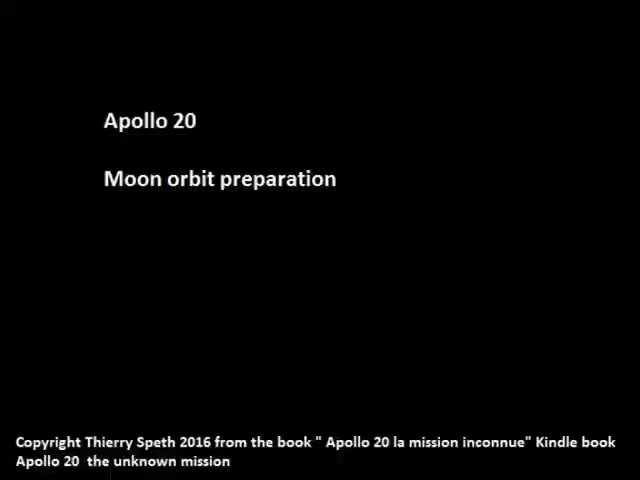 Apollo 20
Moon orbit preparation
Copyright Thierry Speth 2016 from the book " Apollo 20 la mission inconnue" Kindle book
Apollo 20  the unknown mission